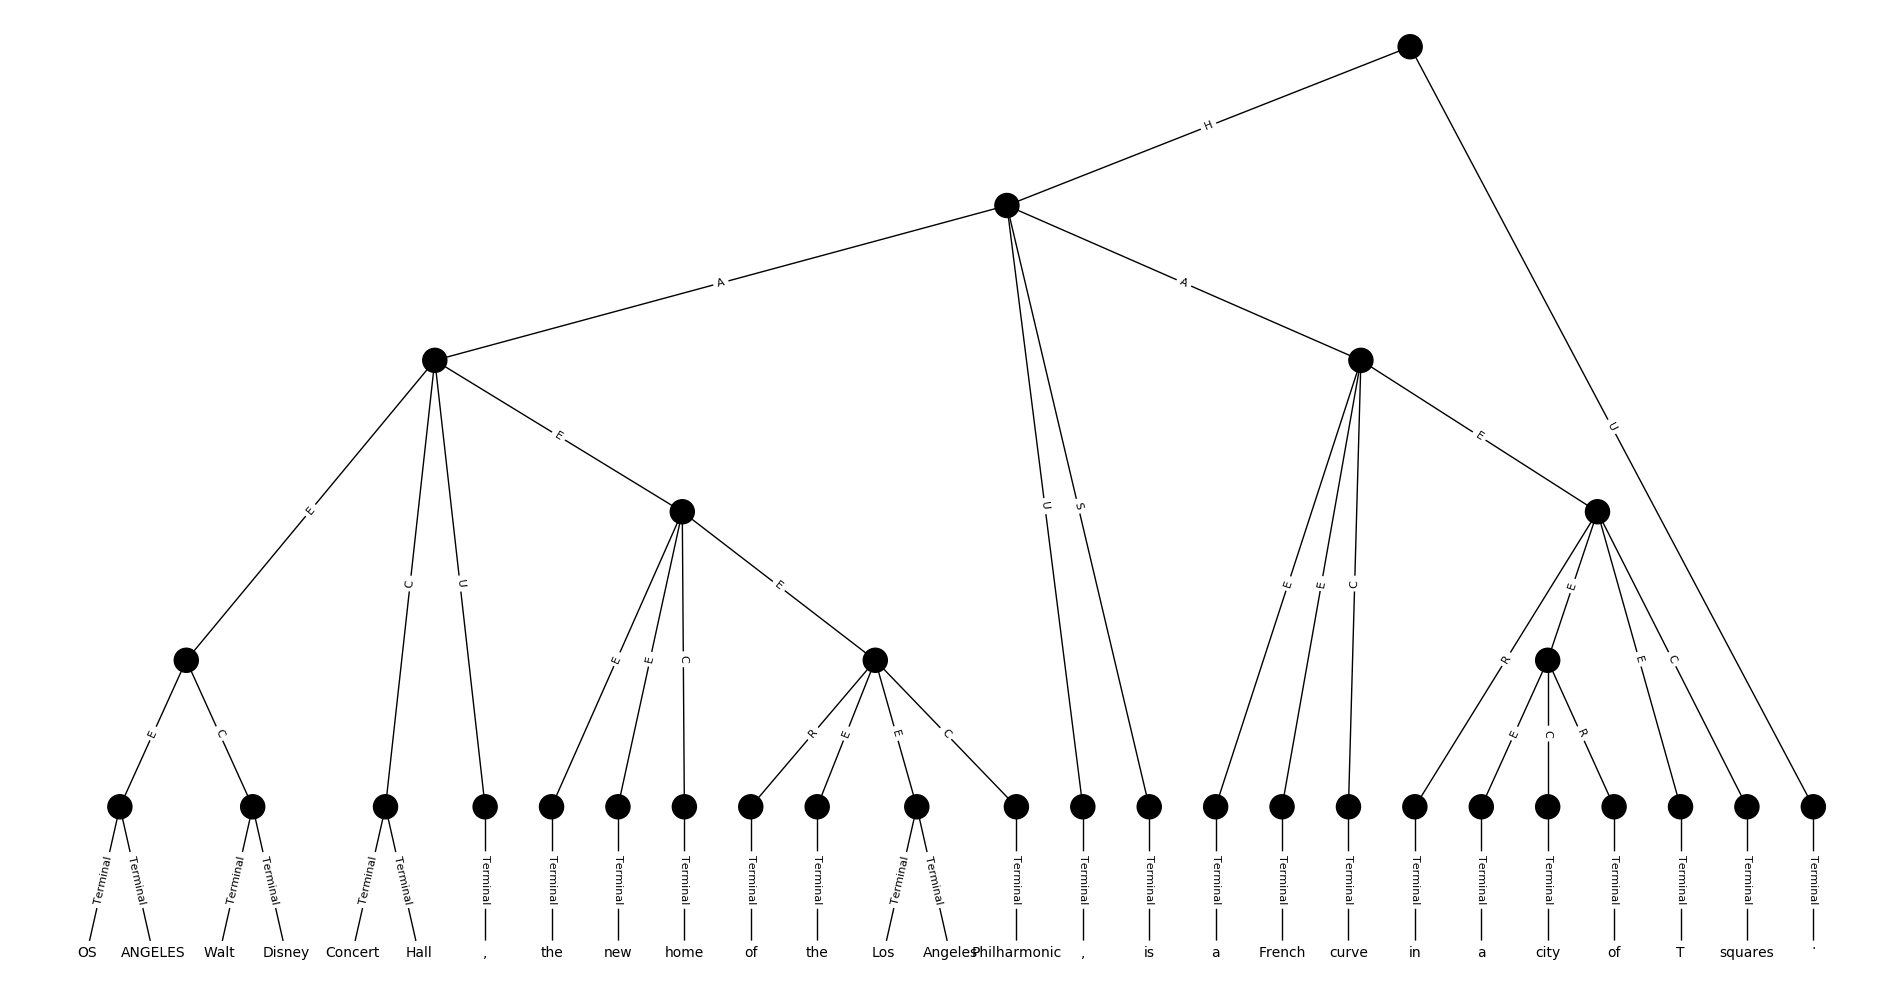 H
A A
E E U S E U
E C U E E E C E
E E C R E
E C R E E C E C R E C
Terminal Terminal Terminal Terminal Terminal Terminal Terminal Terminal Terminal Terminal Terminal Terminal Terminal Terminal Terminal Terminal Terminal Terminal Terminal Terminal Terminal Terminal Terminal Terminal Terminal Terminal Terminal
OS ANGELES Walt Disney Concert Hall , the new home of the Los Angeles Philharmonic , is a French curve in a city of T squares .